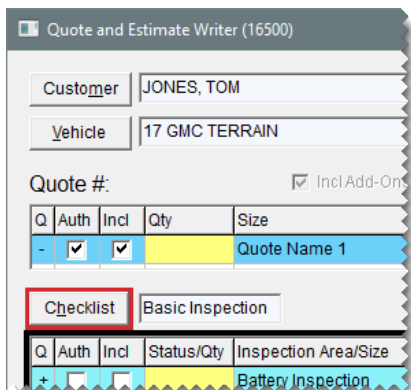 Quote and Estimate Writer (16500)
Customer JONES, TOM
Vehicle 17 GMC TERRAIN
Quote #: Incl Add-Ons
Q Auth Incl Qty Size
- Quote Name 1
Checklist Basic Inspection
Q Auth Incl Status/Qty Inspection Area/Size
+ Battery Inspection